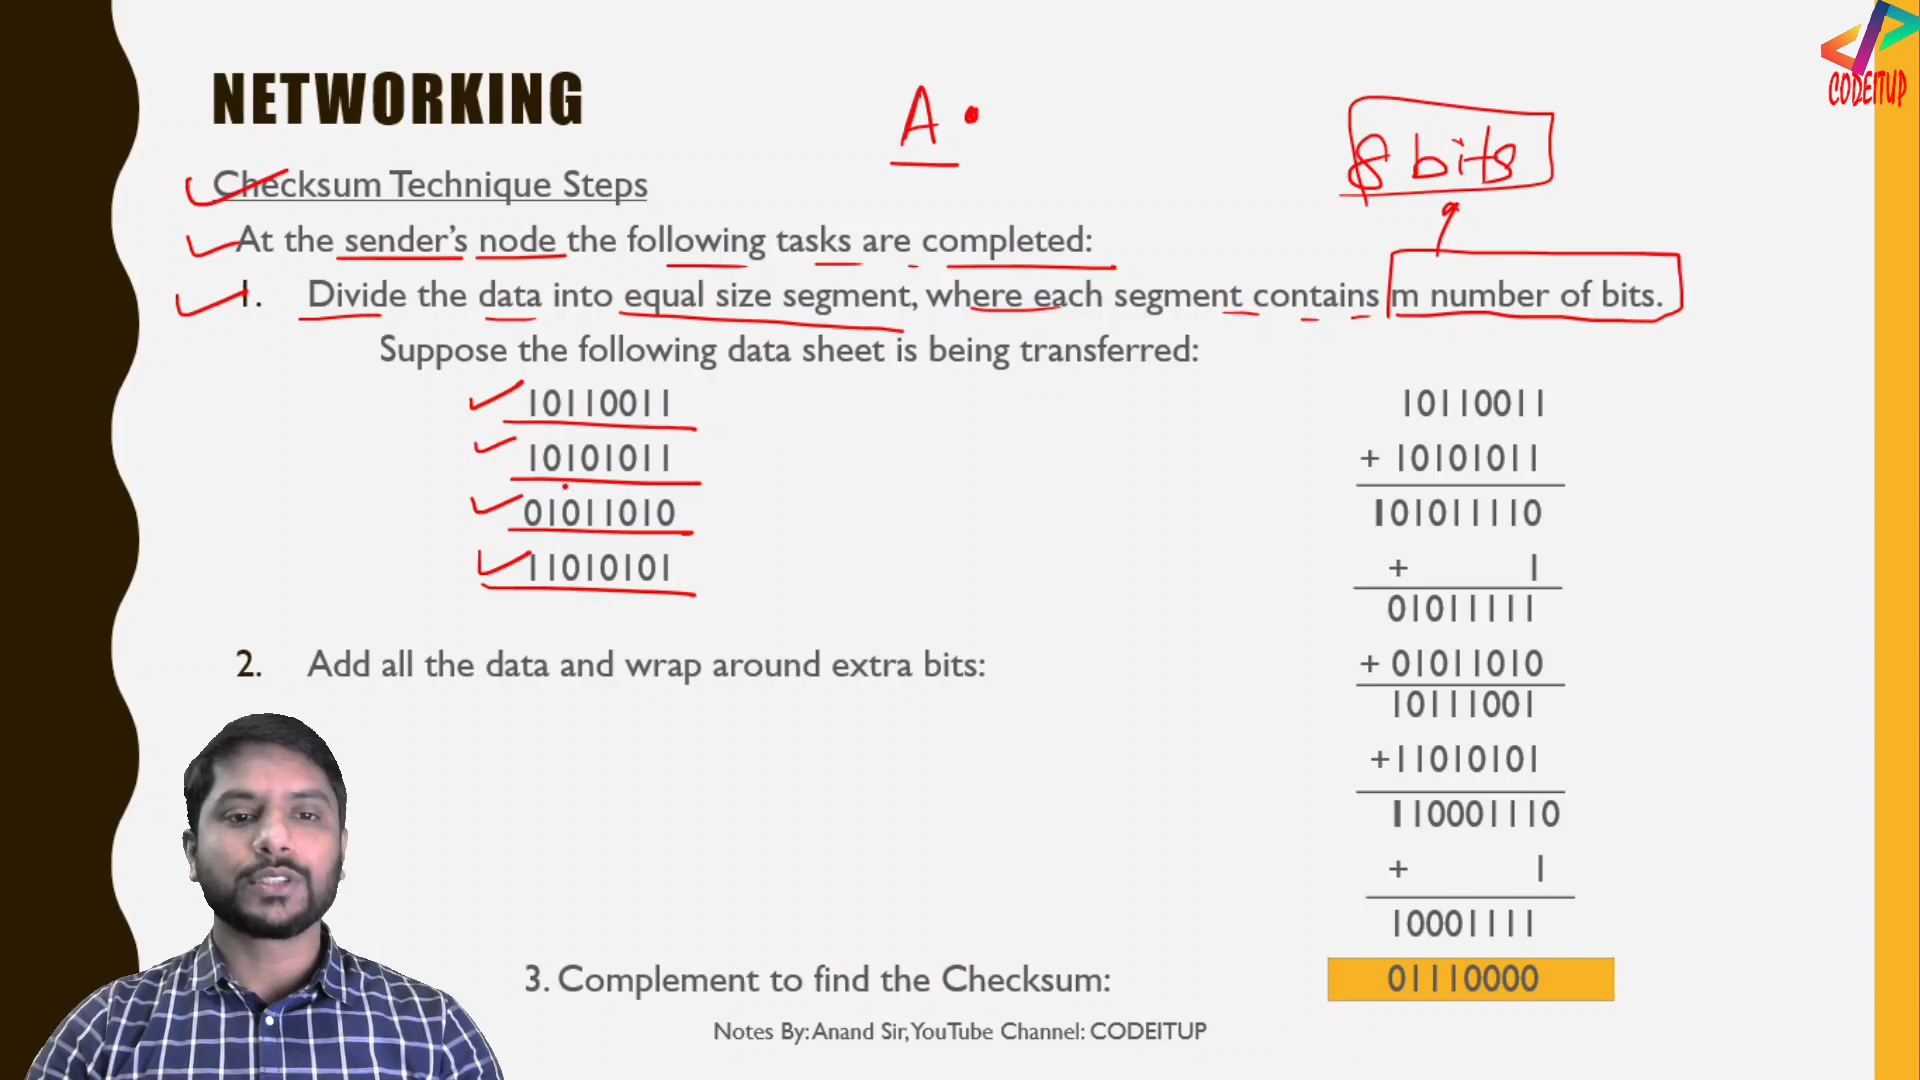 CODEITUP
NETWORKING
A
8 bits
Checksum Technique Steps
At the sender's node the following tasks are completed:
1. Divide the data into equal size segment, where each segment contains m number of bits.
Suppose the following data sheet is being transferred:
10110011
10101011
01011010
11010101
10110011
+ 10101011
101011110
+ 1
01011111
+ 01011010
10111001
+11010101
110001110
+ 1
10001111
2. Add all the data and wrap around extra bits:
3. Complement to find the Checksum:
01110000
Notes By: Anand Sir, YouTube Channel: CODEITUP